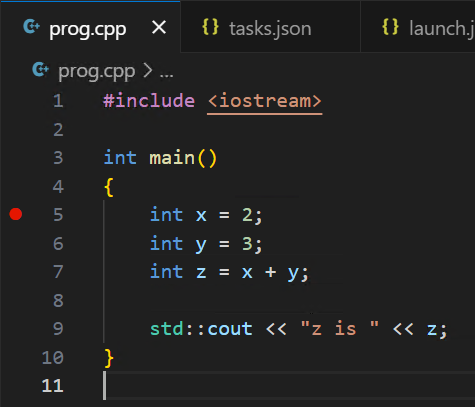 prog.cpp tasks.json launch.j
prog.cpp > ...
1 #include <iostream>
2
3 int main()
4 {
5 int x = 2;
6 int y = 3;
7 int z = x + y;
8
9 std::cout << "z is " << z;
10 }
11